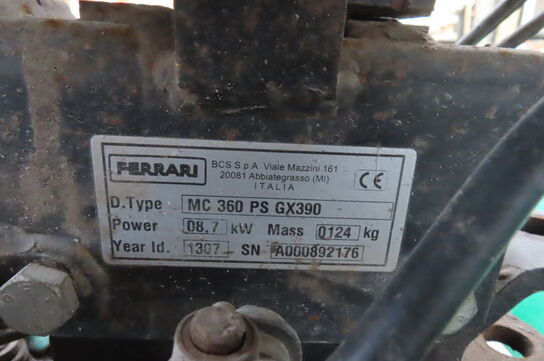 FERRARI BCS S.p.A. Viale Mazzini 161
20081 Abbiategrasso (MI)
ITALIA
CE
D.Type MC 360 PS GX390
Power 08,7 kW Mass 0124 kg
Year Id. 1307 SN A000892176